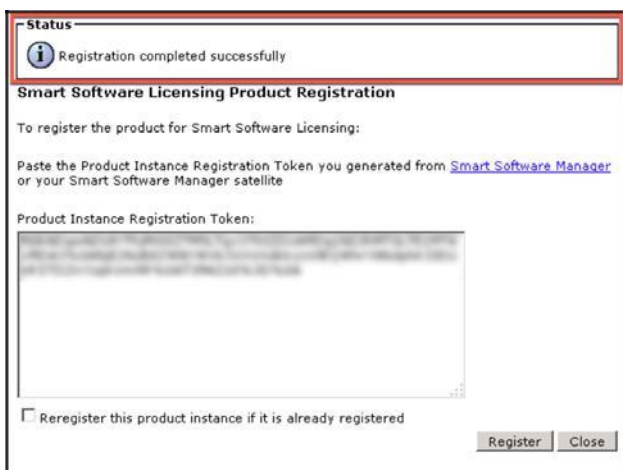 Status
Registration completed successfully
Smart Software Licensing Product Registration
To register the product for Smart Software Licensing:
Paste the Product Instance Registration Token you generated from Smart Software Manager
or your Smart Software Manager satellite
Product Instance Registration Token:
Reregister this product instance if it is already registered
Register Close